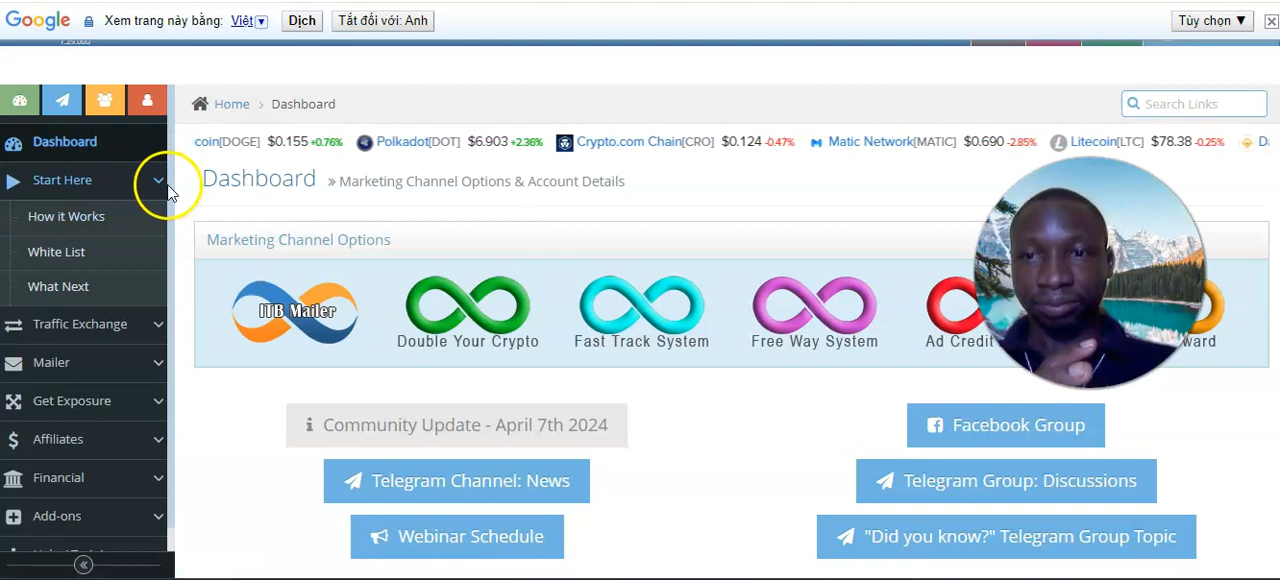 Google Xem trang này bằng: Việt Dịch Tắt đối với: Anh Tùy chọn ▼
Home > Dashboard Search Links
Dashboard
coin[DOGE] $0.155 +0.76% Polkadot[DOT] $6.903 +2.36% Crypto.com Chain[CRO] $0.124 -0.47% Matic Network[MATIC] $0.690 -2.85% Litecoin[LTC] $78.38 -0.25%
Start Here
Dashboard » Marketing Channel Options & Account Details
How it Works
White List
What Next
Traffic Exchange
Mailer
Get Exposure
Affiliates
Financial
Add-ons
Marketing Channel Options
ITB Mailer
Double Your Crypto
Fast Track System
Free Way System
Ad Credit
ward
Community Update - April 7th 2024
Facebook Group
Telegram Channel: News
Telegram Group: Discussions
Webinar Schedule
"Did you know?" Telegram Group Topic